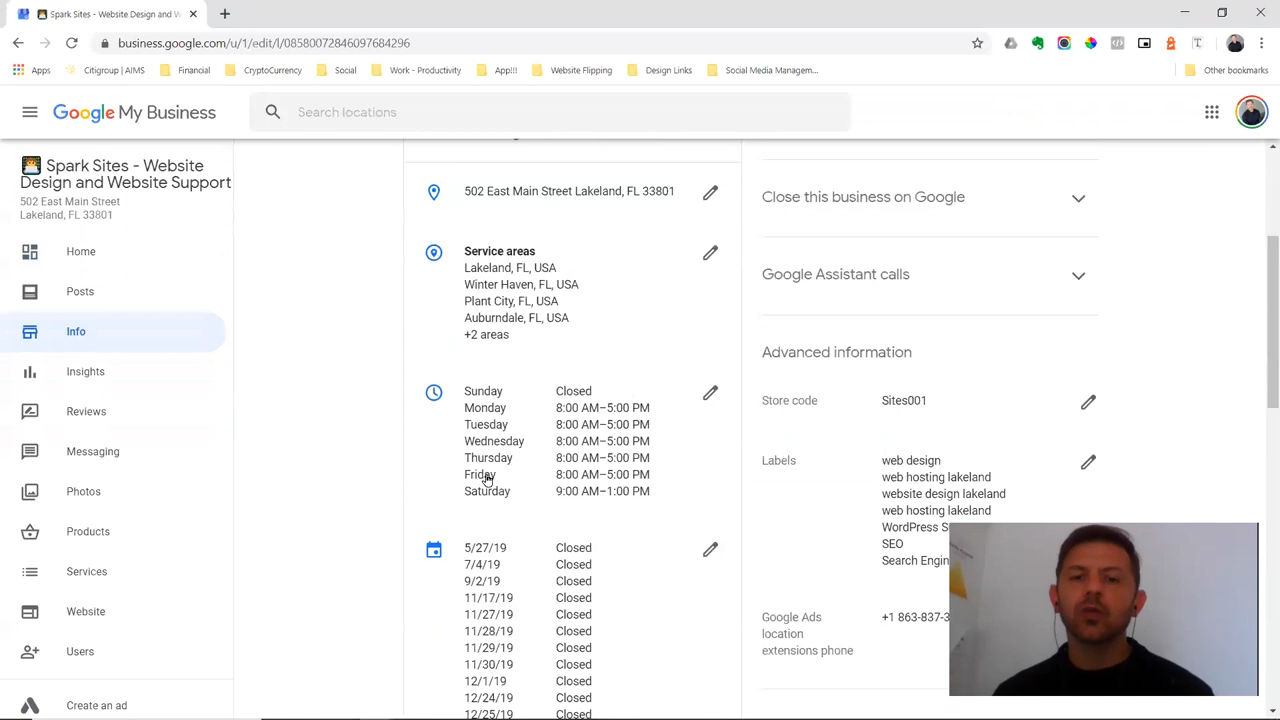 Spark Sites - Website Design and W
business.google.com/u/1/edit/l/08580072846097684296
Apps
Citigroup | AIMS
Financial
CryptoCurrency
Social
Work - Productivity
App!!!
Website Flipping
Design Links
Social Media Managem...
Other bookmarks
Google My Business
Search locations
Spark Sites - Website
Design and Website Support
502 East Main Street
Lakeland, FL 33801
Home
Posts
Info
Insights
Reviews
Messaging
Photos
Products
Services
Website
Users
Create an ad
502 East Main Street Lakeland, FL 33801
Service areas
Lakeland, FL, USA
Winter Haven, FL, USA
Plant City, FL, USA
Auburndale, FL, USA
+2 areas
Sunday Closed
Monday 8:00 AM–5:00 PM
Tuesday 8:00 AM–5:00 PM
Wednesday 8:00 AM–5:00 PM
Thursday 8:00 AM–5:00 PM
Friday 8:00 AM–5:00 PM
Saturday 9:00 AM–1:00 PM
5/27/19 Closed
7/4/19 Closed
9/2/19 Closed
11/17/19 Closed
11/27/19 Closed
11/28/19 Closed
11/29/19 Closed
11/30/19 Closed
12/1/19 Closed
12/24/19 Closed
12/25/19 Closed
Close this business on Google
Google Assistant calls
Advanced information
Store code Sites001
Labels web design
web hosting lakeland
website design lakeland
web hosting lakeland
WordPress S
SEO
Search Engin
Google Ads +1 863-837-3
location
extensions phone